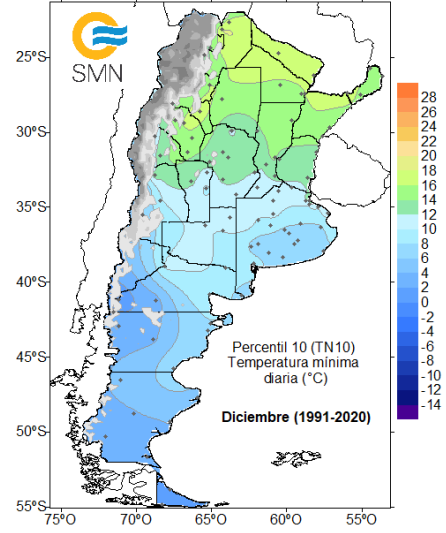 SMN
25°S
30°S
35°S
40°S
45°S
50°S
55°S
75°O
70°O
65°O
60°O
55°O
28
26
24
22
20
18
16
14
12
10
8
6
4
2
0
-2
-4
-6
-8
-10
-12
-14
Percentil 10 (TN10)
Temperatura mínima
diaria (°C)
Diciembre (1991-2020)